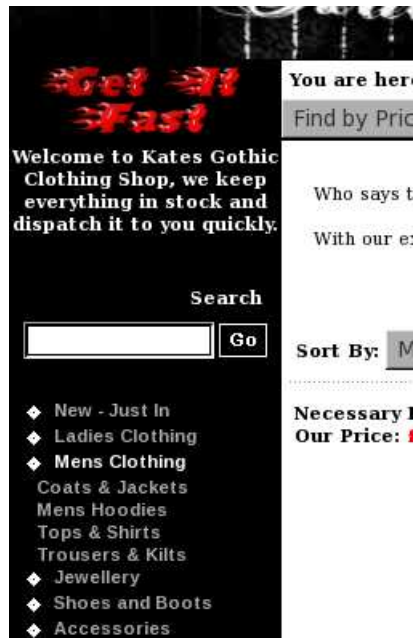 Get It
Fast
Welcome to Kates Gothic
Clothing Shop, we keep
everything in stock and
dispatch it to you quickly.
Search
Go
New - Just In
Ladies Clothing
Mens Clothing
Coats & Jackets
Mens Hoodies
Tops & Shirts
Trousers & Kilts
Jewellery
Shoes and Boots
Accessories
You are here
Find by Pric
Who says t
With our ex
Sort By: M
Necessary
Our Price: £